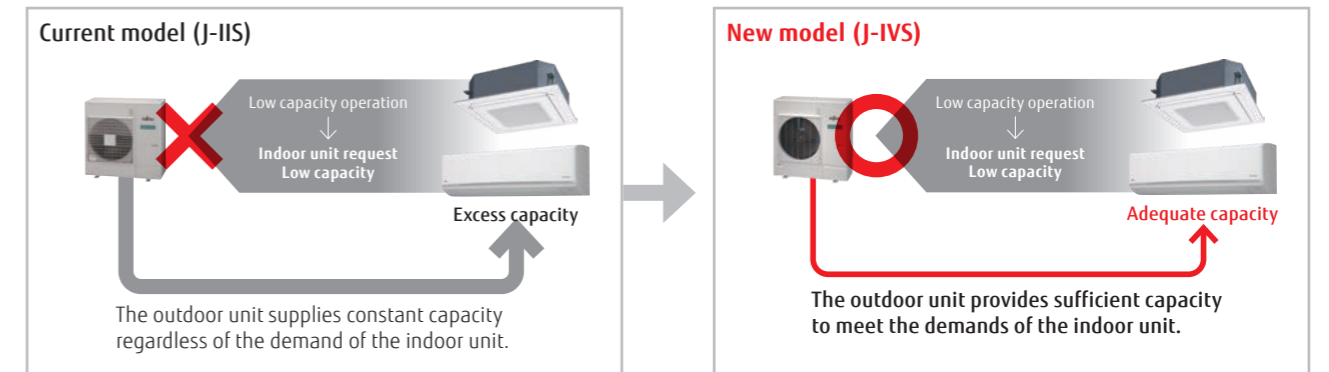 Current model (J-IIS)
Low capacity operation
↓
Indoor unit request
Low capacity
Excess capacity
The outdoor unit supplies constant capacity
regardless of the demand of the indoor unit.
New model (J-IVS)
Low capacity operation
↓
Indoor unit request
Low capacity
Adequate capacity
The outdoor unit provides sufficient capacity
to meet the demands of the indoor unit.